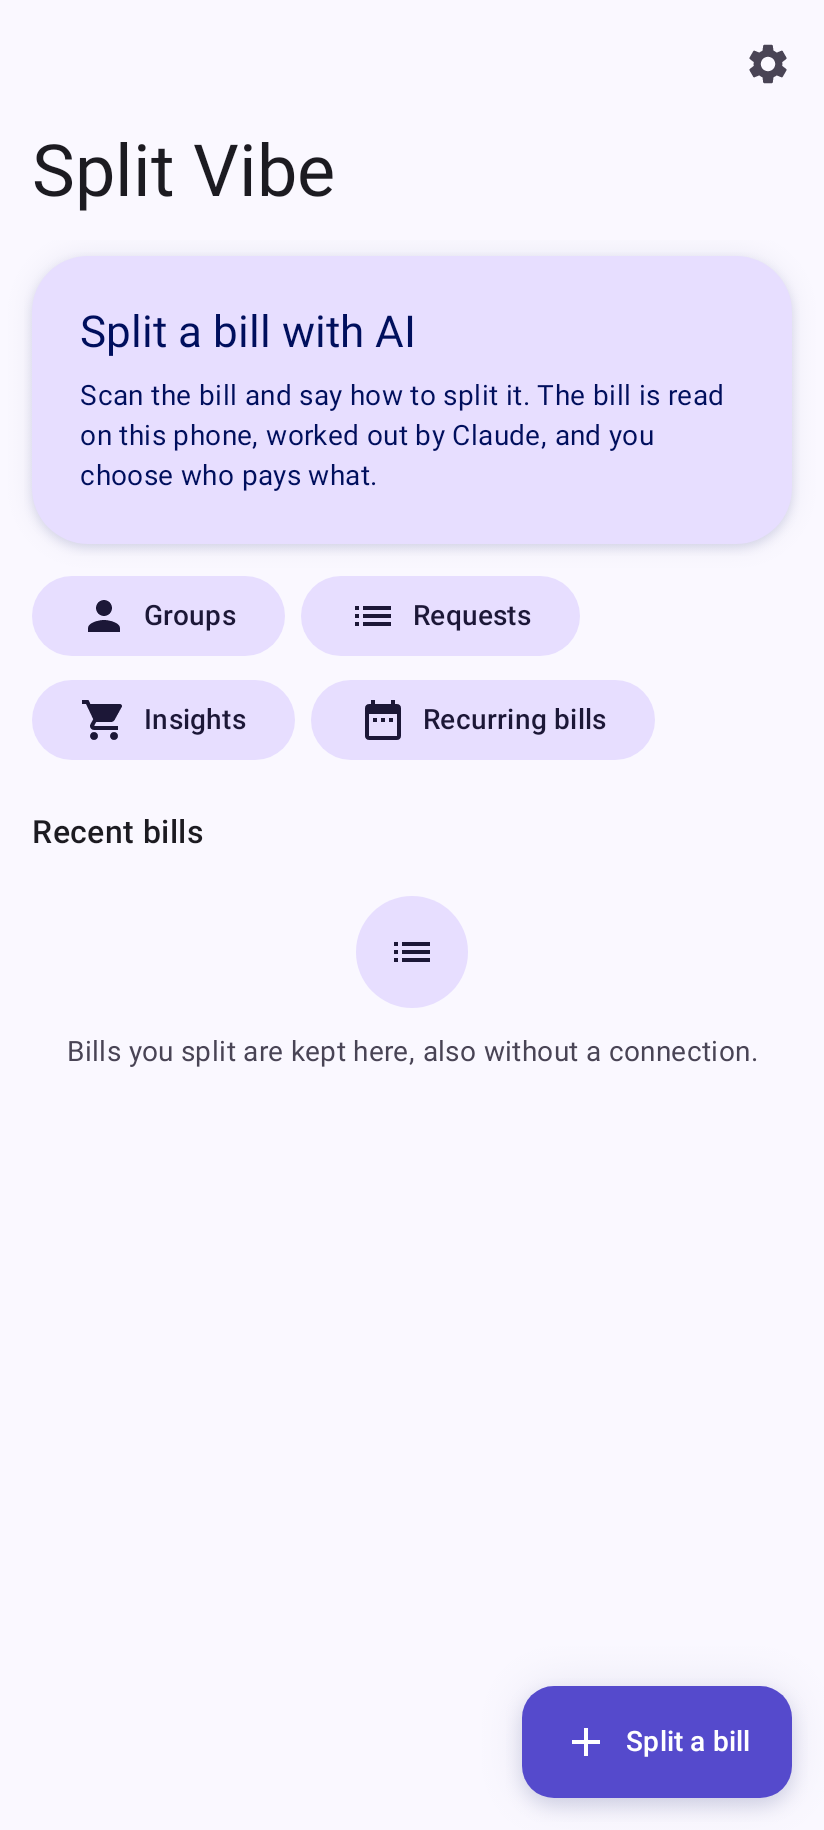 Split Vibe
Split a bill with AI
Scan the bill and say how to split it. The bill is read
on this phone, worked out by Claude, and you
choose who pays what.
Groups
Requests
Insights
Recurring bills
Recent bills
Bills you split are kept here, also without a connection.
Split a bill